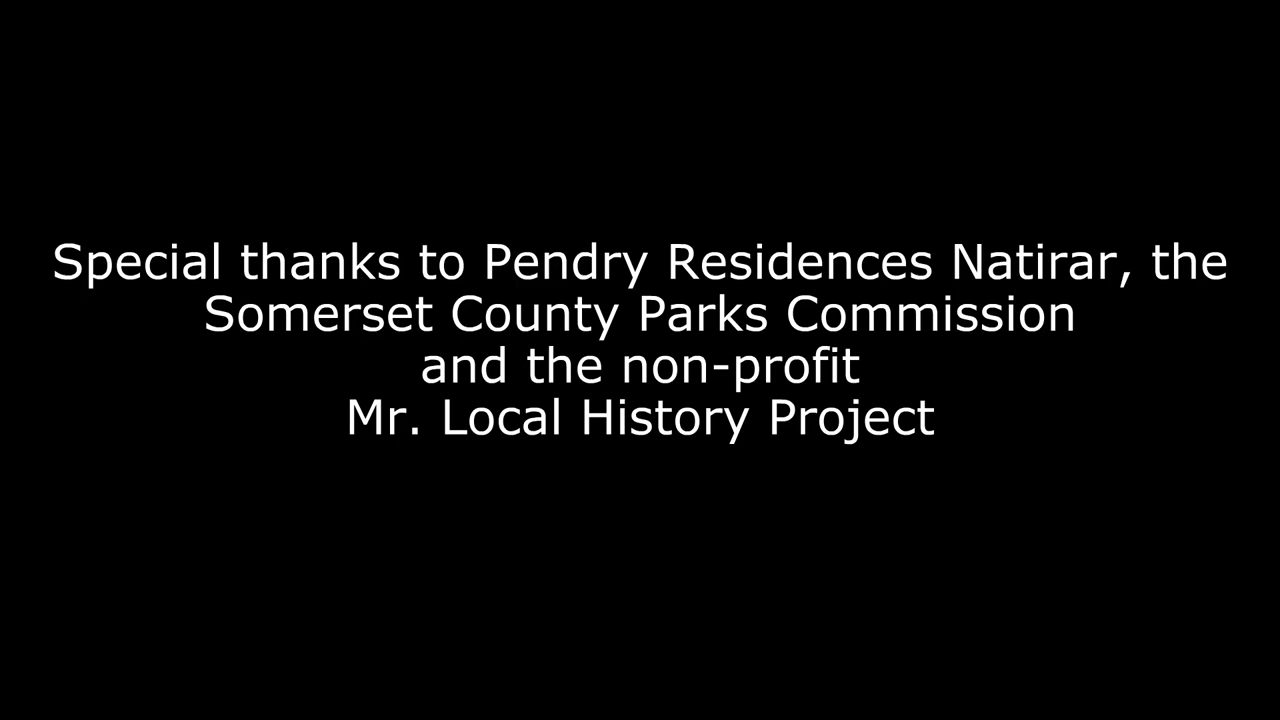 Special thanks to Pendry Residences Natirar, the
Somerset County Parks Commission
and the non-profit
Mr. Local History Project